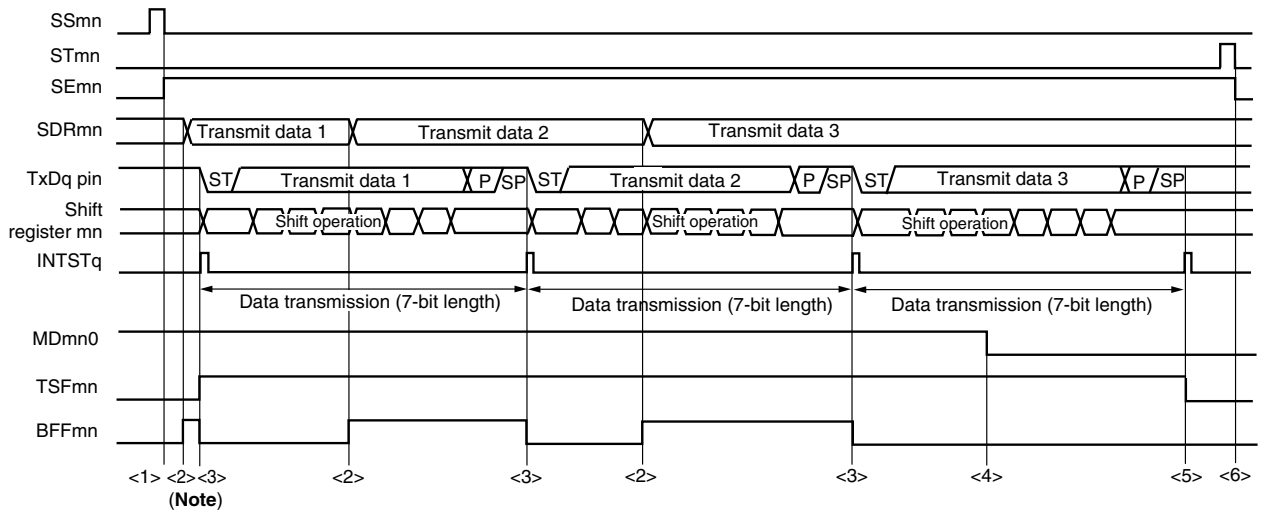 SSmn
STmn
SEmn
SDRmn Transmit data 1 Transmit data 2 Transmit data 3
TxDq pin ST Transmit data 1 P SP ST Transmit data 2 P SP ST Transmit data 3 P SP
Shift
register mn Shift operation Shift operation Shift operation
INTSTq
Data transmission (7-bit length) Data transmission (7-bit length) Data transmission (7-bit length)
MDmn0
TSFmn
BFFmn
<1> <2> <3> <2> <3> <2> <3> <4> <5> <6>
(Note)